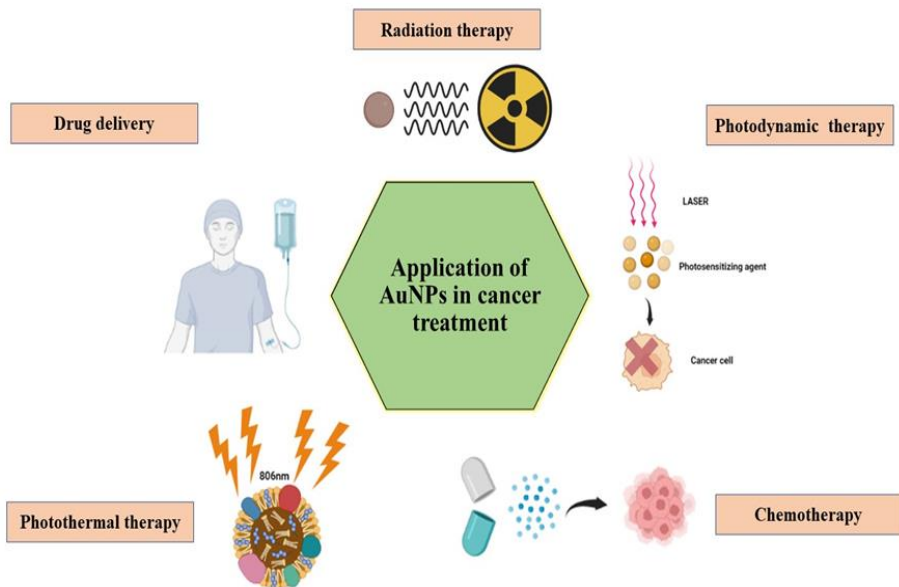 Radiation therapy
Drug delivery
Photodynamic therapy
LASER
Photosensitizing agent
Cancer cell
Application of
AuNPs in cancer
treatment
806nm
Photothermal therapy
Chemotherapy